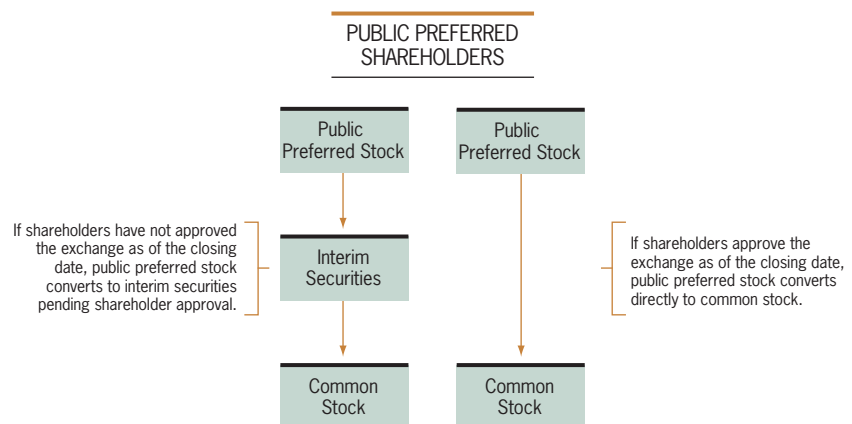 PUBLIC PREFERRED
SHAREHOLDERS
Public
Preferred Stock
Public
Preferred Stock
If shareholders have not approved
the exchange as of the closing
date, public preferred stock
converts to interim securities
pending shareholder approval.
Interim
Securities
If shareholders approve the
exchange as of the closing date,
public preferred stock converts
directly to common stock.
Common
Stock
Common
Stock